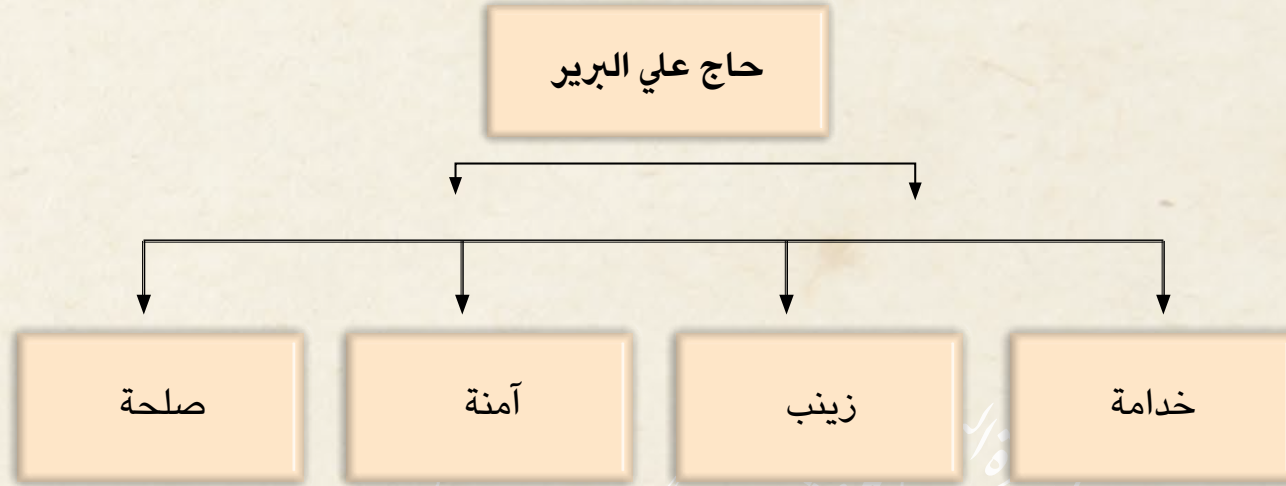 حاج علي البرير
خدامة
زينب
آمنة
صلحة